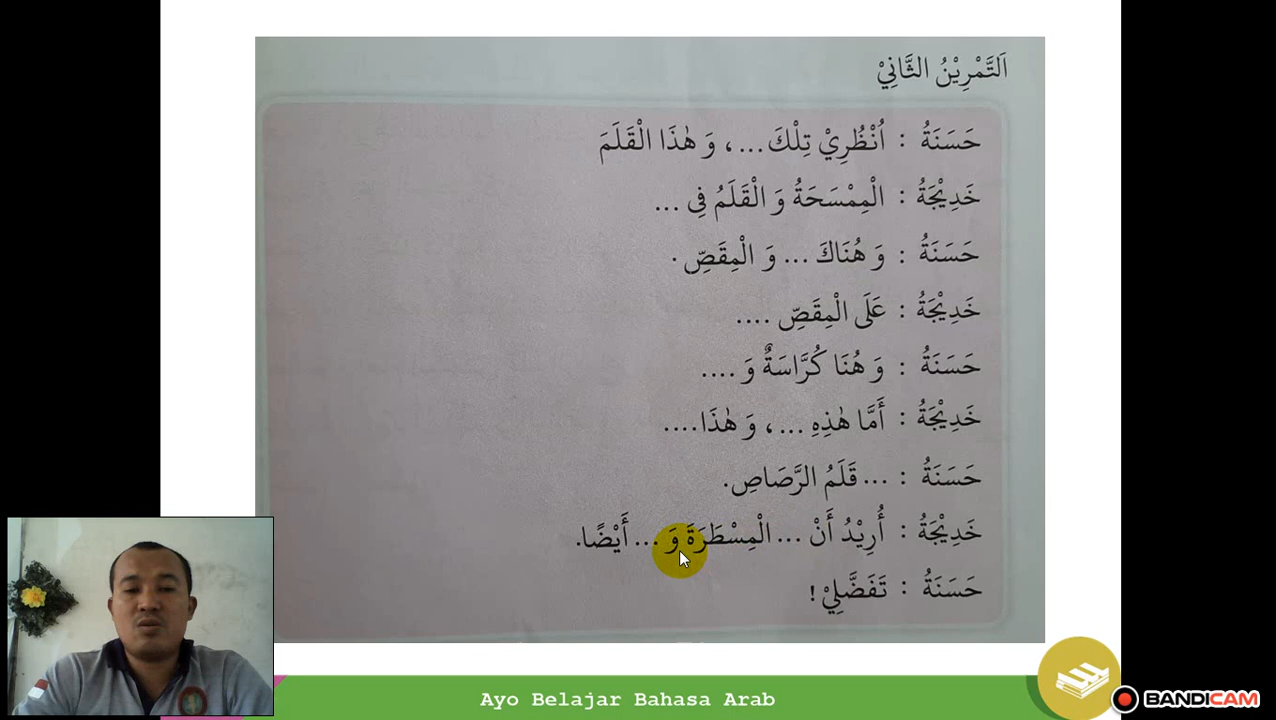 اَلتَّمْرِيْنُ الثَّانِيْ
حَسَنَةُ : اُنْظُرِيْ تِلْكَ...، وَ هٰذَا الْقَلَمَ
خَدِيْجَةُ : الْمِمْسَحَةُ وَ الْقَلَمُ فِى ...
حَسَنَةُ : وَ هُنَاكَ ... وَ الْمِقَصِّ .
خَدِيْجَةُ : عَلَى الْمِقَصِّ ....
حَسَنَةُ : وَ هُنَا كُرَّاسَةٌ وَ ....
خَدِيْجَةُ : أَمَّا هٰذِهِ ...، وَ هٰذَا....
حَسَنَةُ : ... قَلَمُ الرَّصَاصِ.
خَدِيْجَةُ : أُرِيْدُ أَنْ ... الْمِسْطَرَةَ وَ ... أَيْضًا.
حَسَنَةُ : تَفَضَّلِيْ !
Ayo Belajar Bahasa Arab
BANDICAM